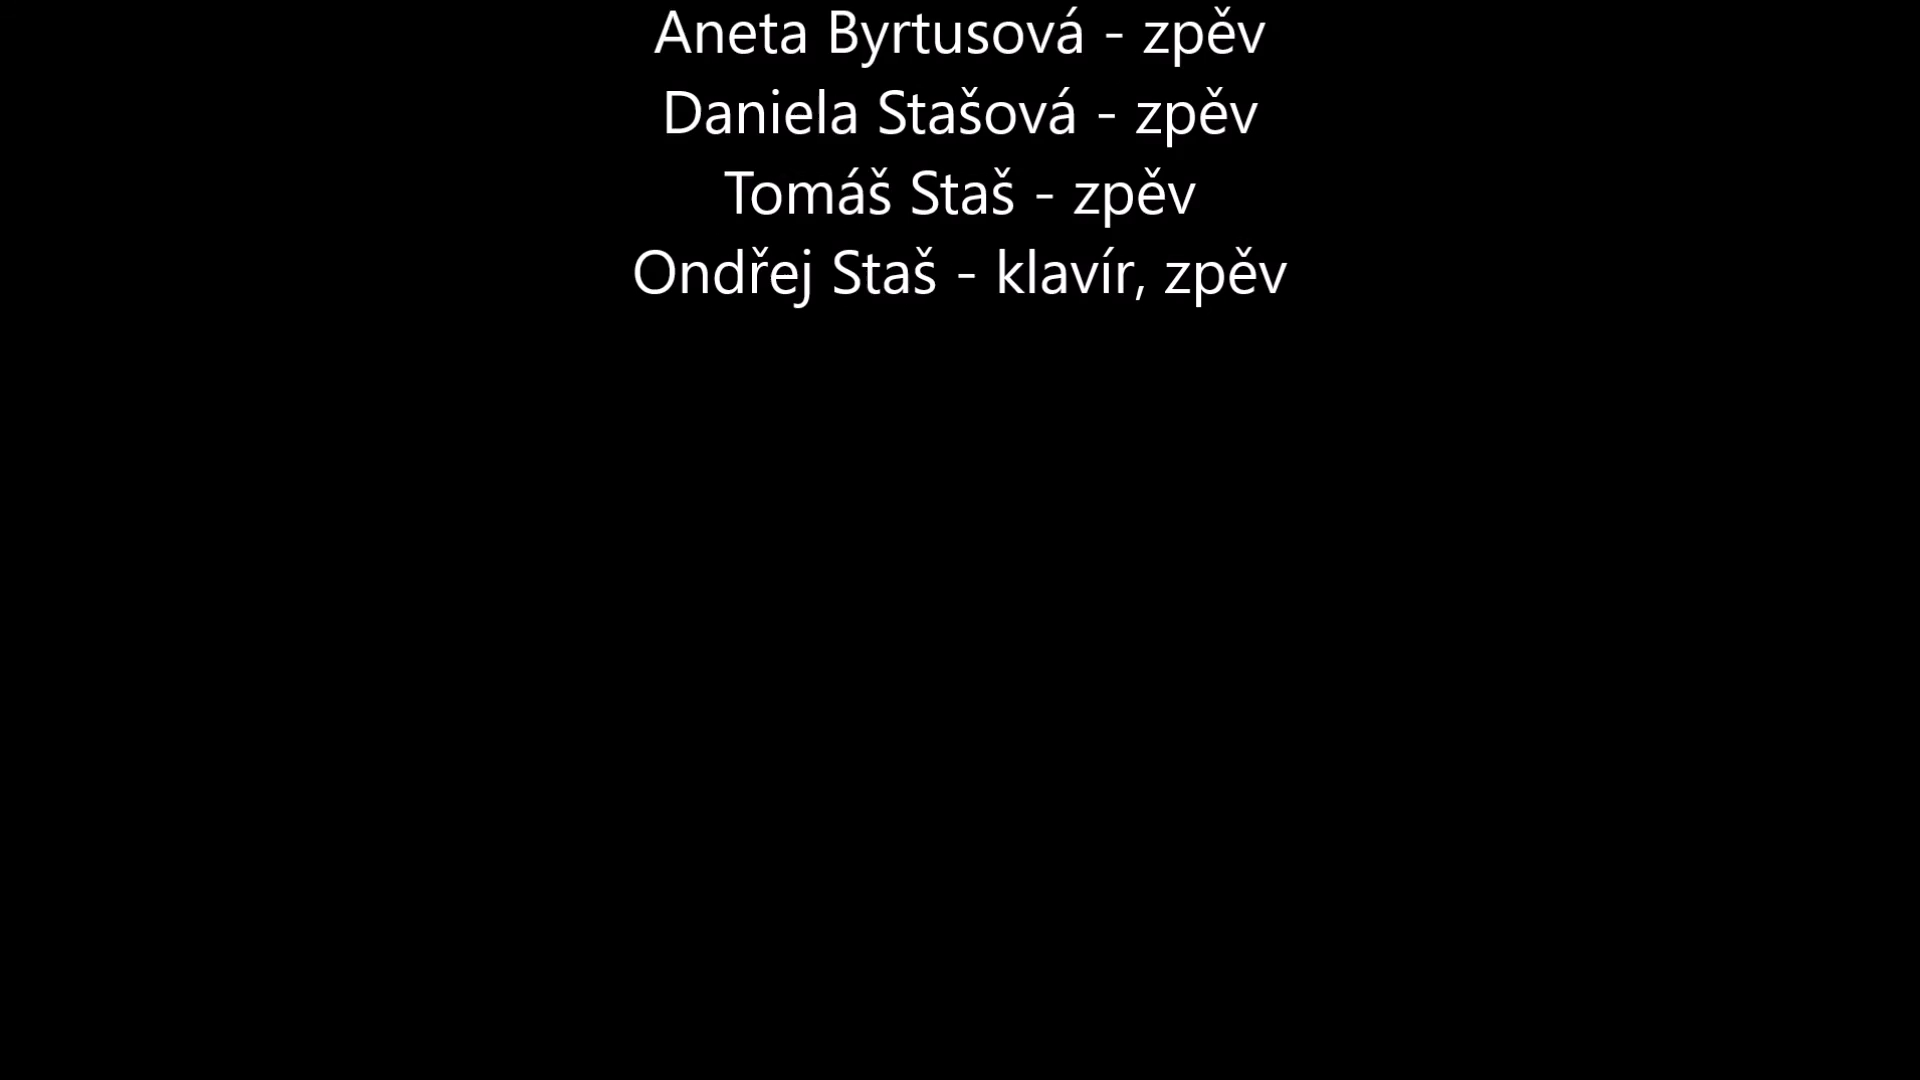 Aneta Byrtusová - zpěv
Daniela Stašová - zpěv
Tomáš Staš - zpěv
Ondřej Staš - klavír, zpěv